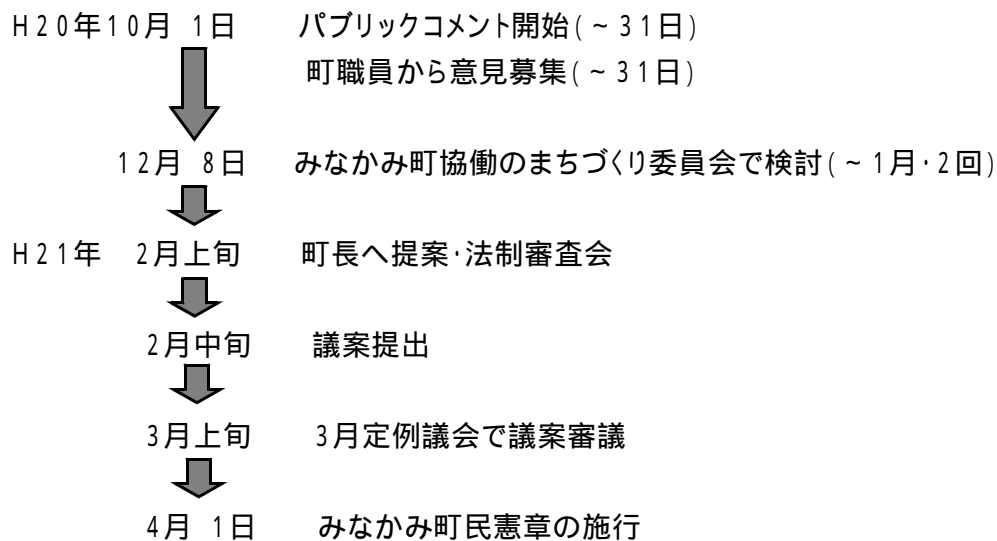 H20年10月 1日 パブリックコメント開始(~31日)
町職員から意見募集(~31日)
12月 8日 みなかみ町協働のまちづくり委員会で検討(~1月・2回)
H21年 2月上旬 町長へ提案・法制審査会
2月中旬 議案提出
3月上旬 3月定例議会で議案審議
4月 1日 みなかみ町民憲章の施行